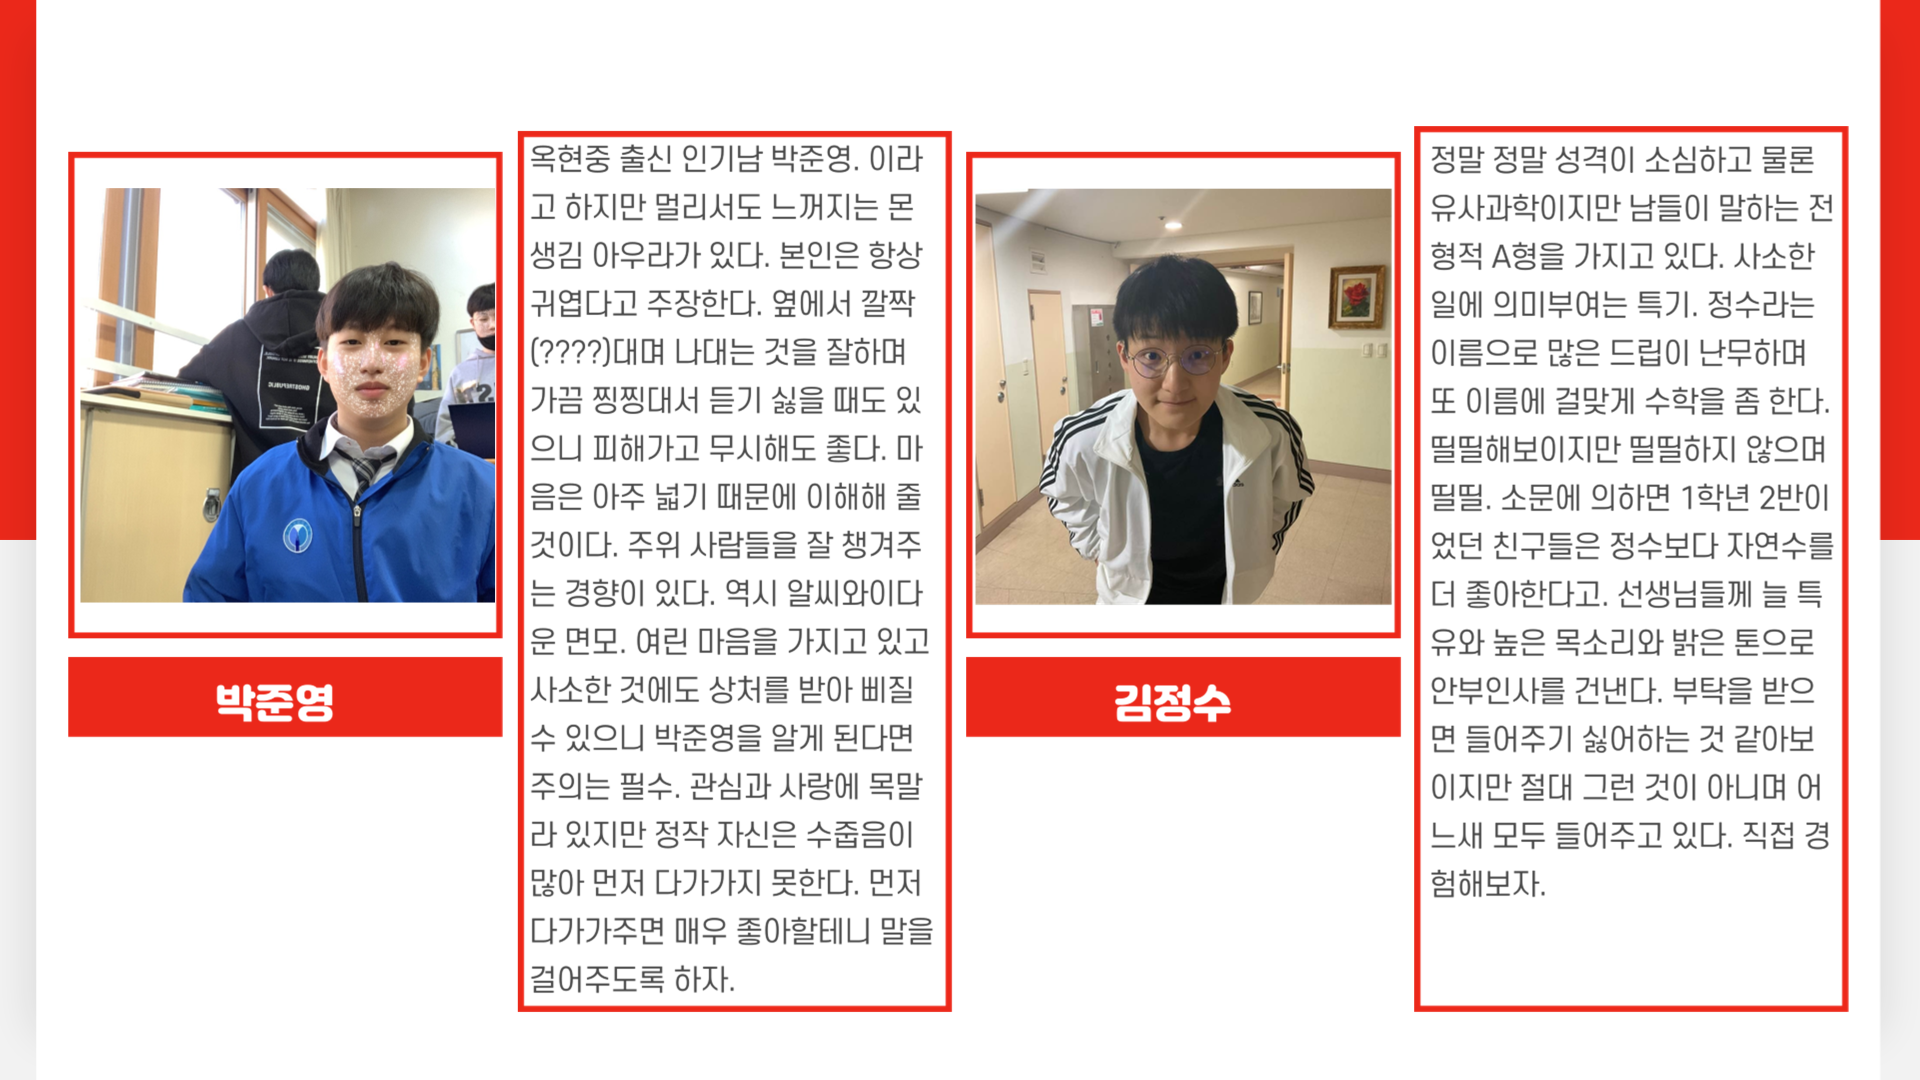 옥현중 출신 인기남 박준영. 이라
고 하지만 멀리서도 느꺼지는 몬
생김 아우라가 있다. 본인은 항상
귀엽다고 주장한다. 옆에서 깔짝
(????)대며 나대는 것을 잘하며
가끔 찡찡대서 듣기 싫을 때도 있
으니 피해가고 무시해도 좋다. 마
음은 아주 넓기 때문에 이해해 줄
것이다. 주위 사람들을 잘 챙겨주
는 경향이 있다. 역시 알씨와이다
운 면모. 여린 마음을 가지고 있고
사소한 것에도 상처를 받아 삐질
수 있으니 박준영을 알게 된다면
주의는 필수. 관심과 사랑에 목말
라 있지만 정작 자신은 수줍음이
많아 먼저 다가가지 못한다. 먼저
다가가주면 매우 좋아할테니 말을
걸어주도록 하자.
박준영
정말 정말 성격이 소심하고 물론
유사과학이지만 남들이 말하는 전
형적 A형을 가지고 있다. 사소한
일에 의미부여는 특기. 정수라는
이름으로 많은 드립이 난무하며
또 이름에 걸맞게 수학을 좀 한다.
띨띨해보이지만 띨띨하지 않으며
띨띨. 소문에 의하면 1학년 2반이
었던 친구들은 정수보다 자연수를
더 좋아한다고. 선생님들께 늘 특
유와 높은 목소리와 밝은 톤으로
안부인사를 건낸다. 부탁을 받으
면 들어주기 싫어하는 것 같아보
이지만 절대 그런 것이 아니며 어
느새 모두 들어주고 있다. 직접 경
험해보자.
김정수